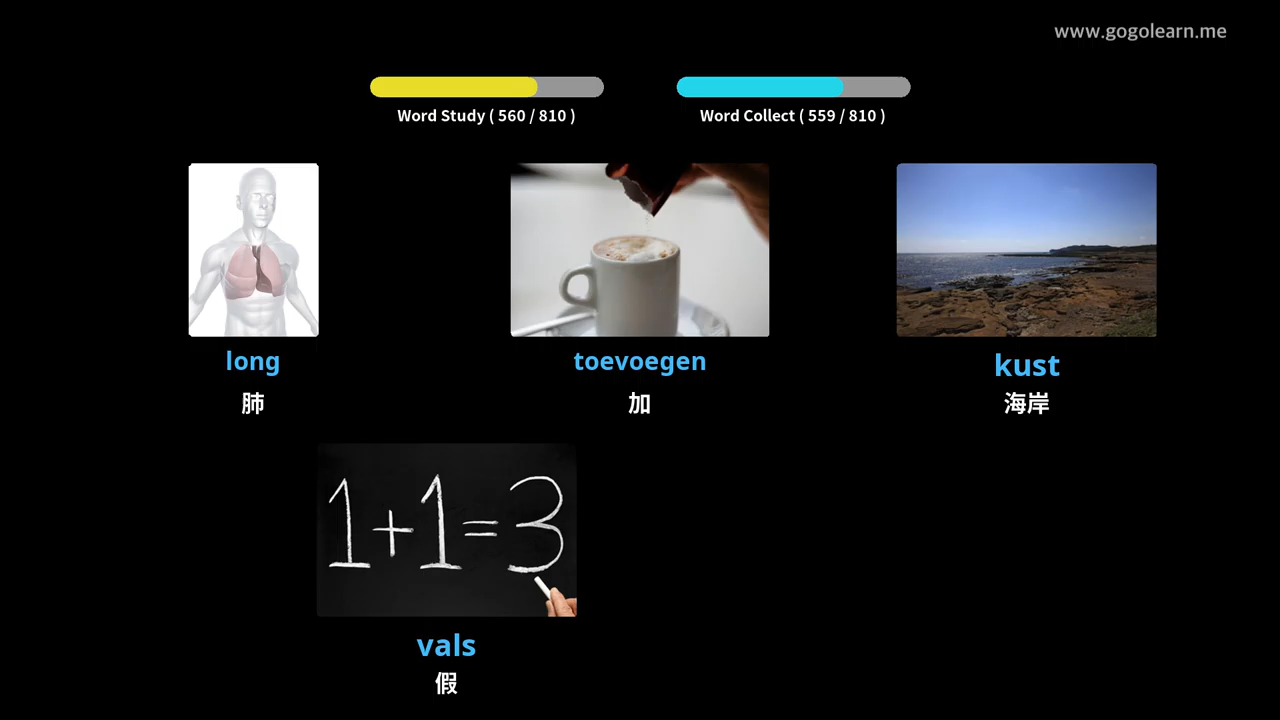 www.gogolearn.me
Word Study ( 560 / 810 )
Word Collect ( 559 / 810 )
long
肺
toevoegen
加
kust
海岸
1+1=3
vals
假